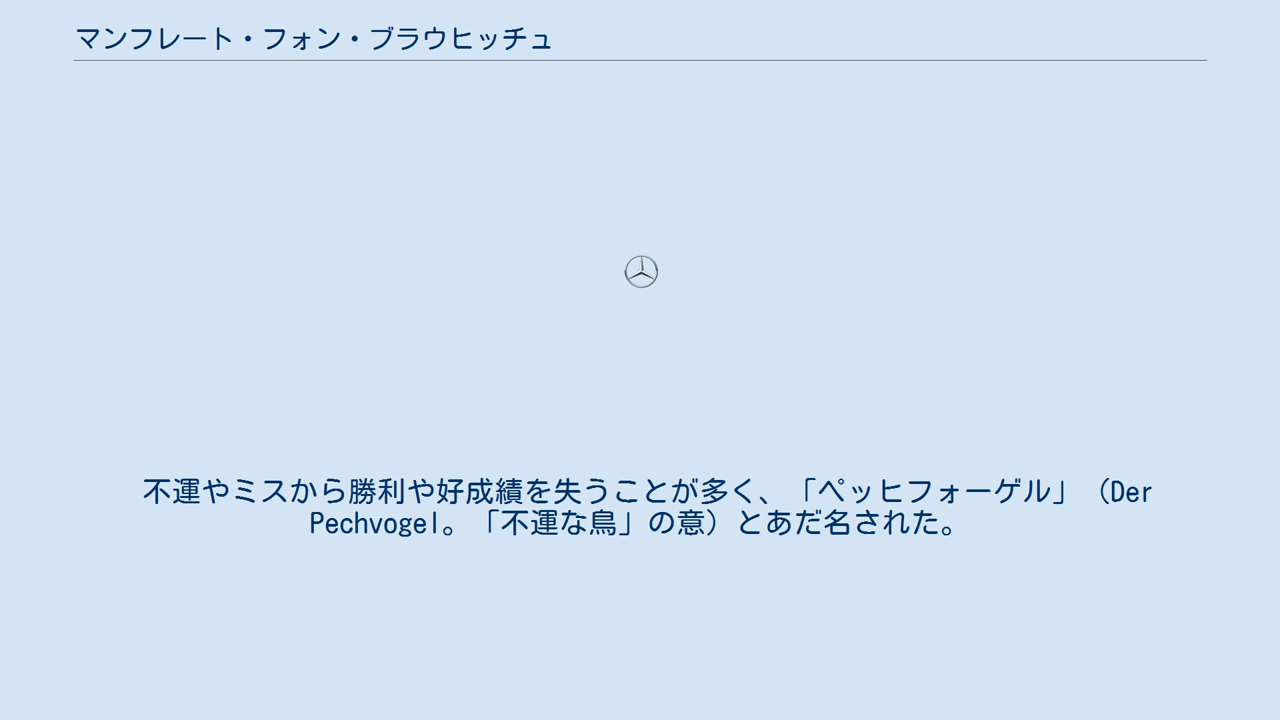 マンフレート・フォン・ブラウヒッチュ
不運やミスから勝利や好成績を失うことが多く、「ペッヒフォーゲル」（Der
Pechvogel。「不運な鳥」の意）とあだ名された。